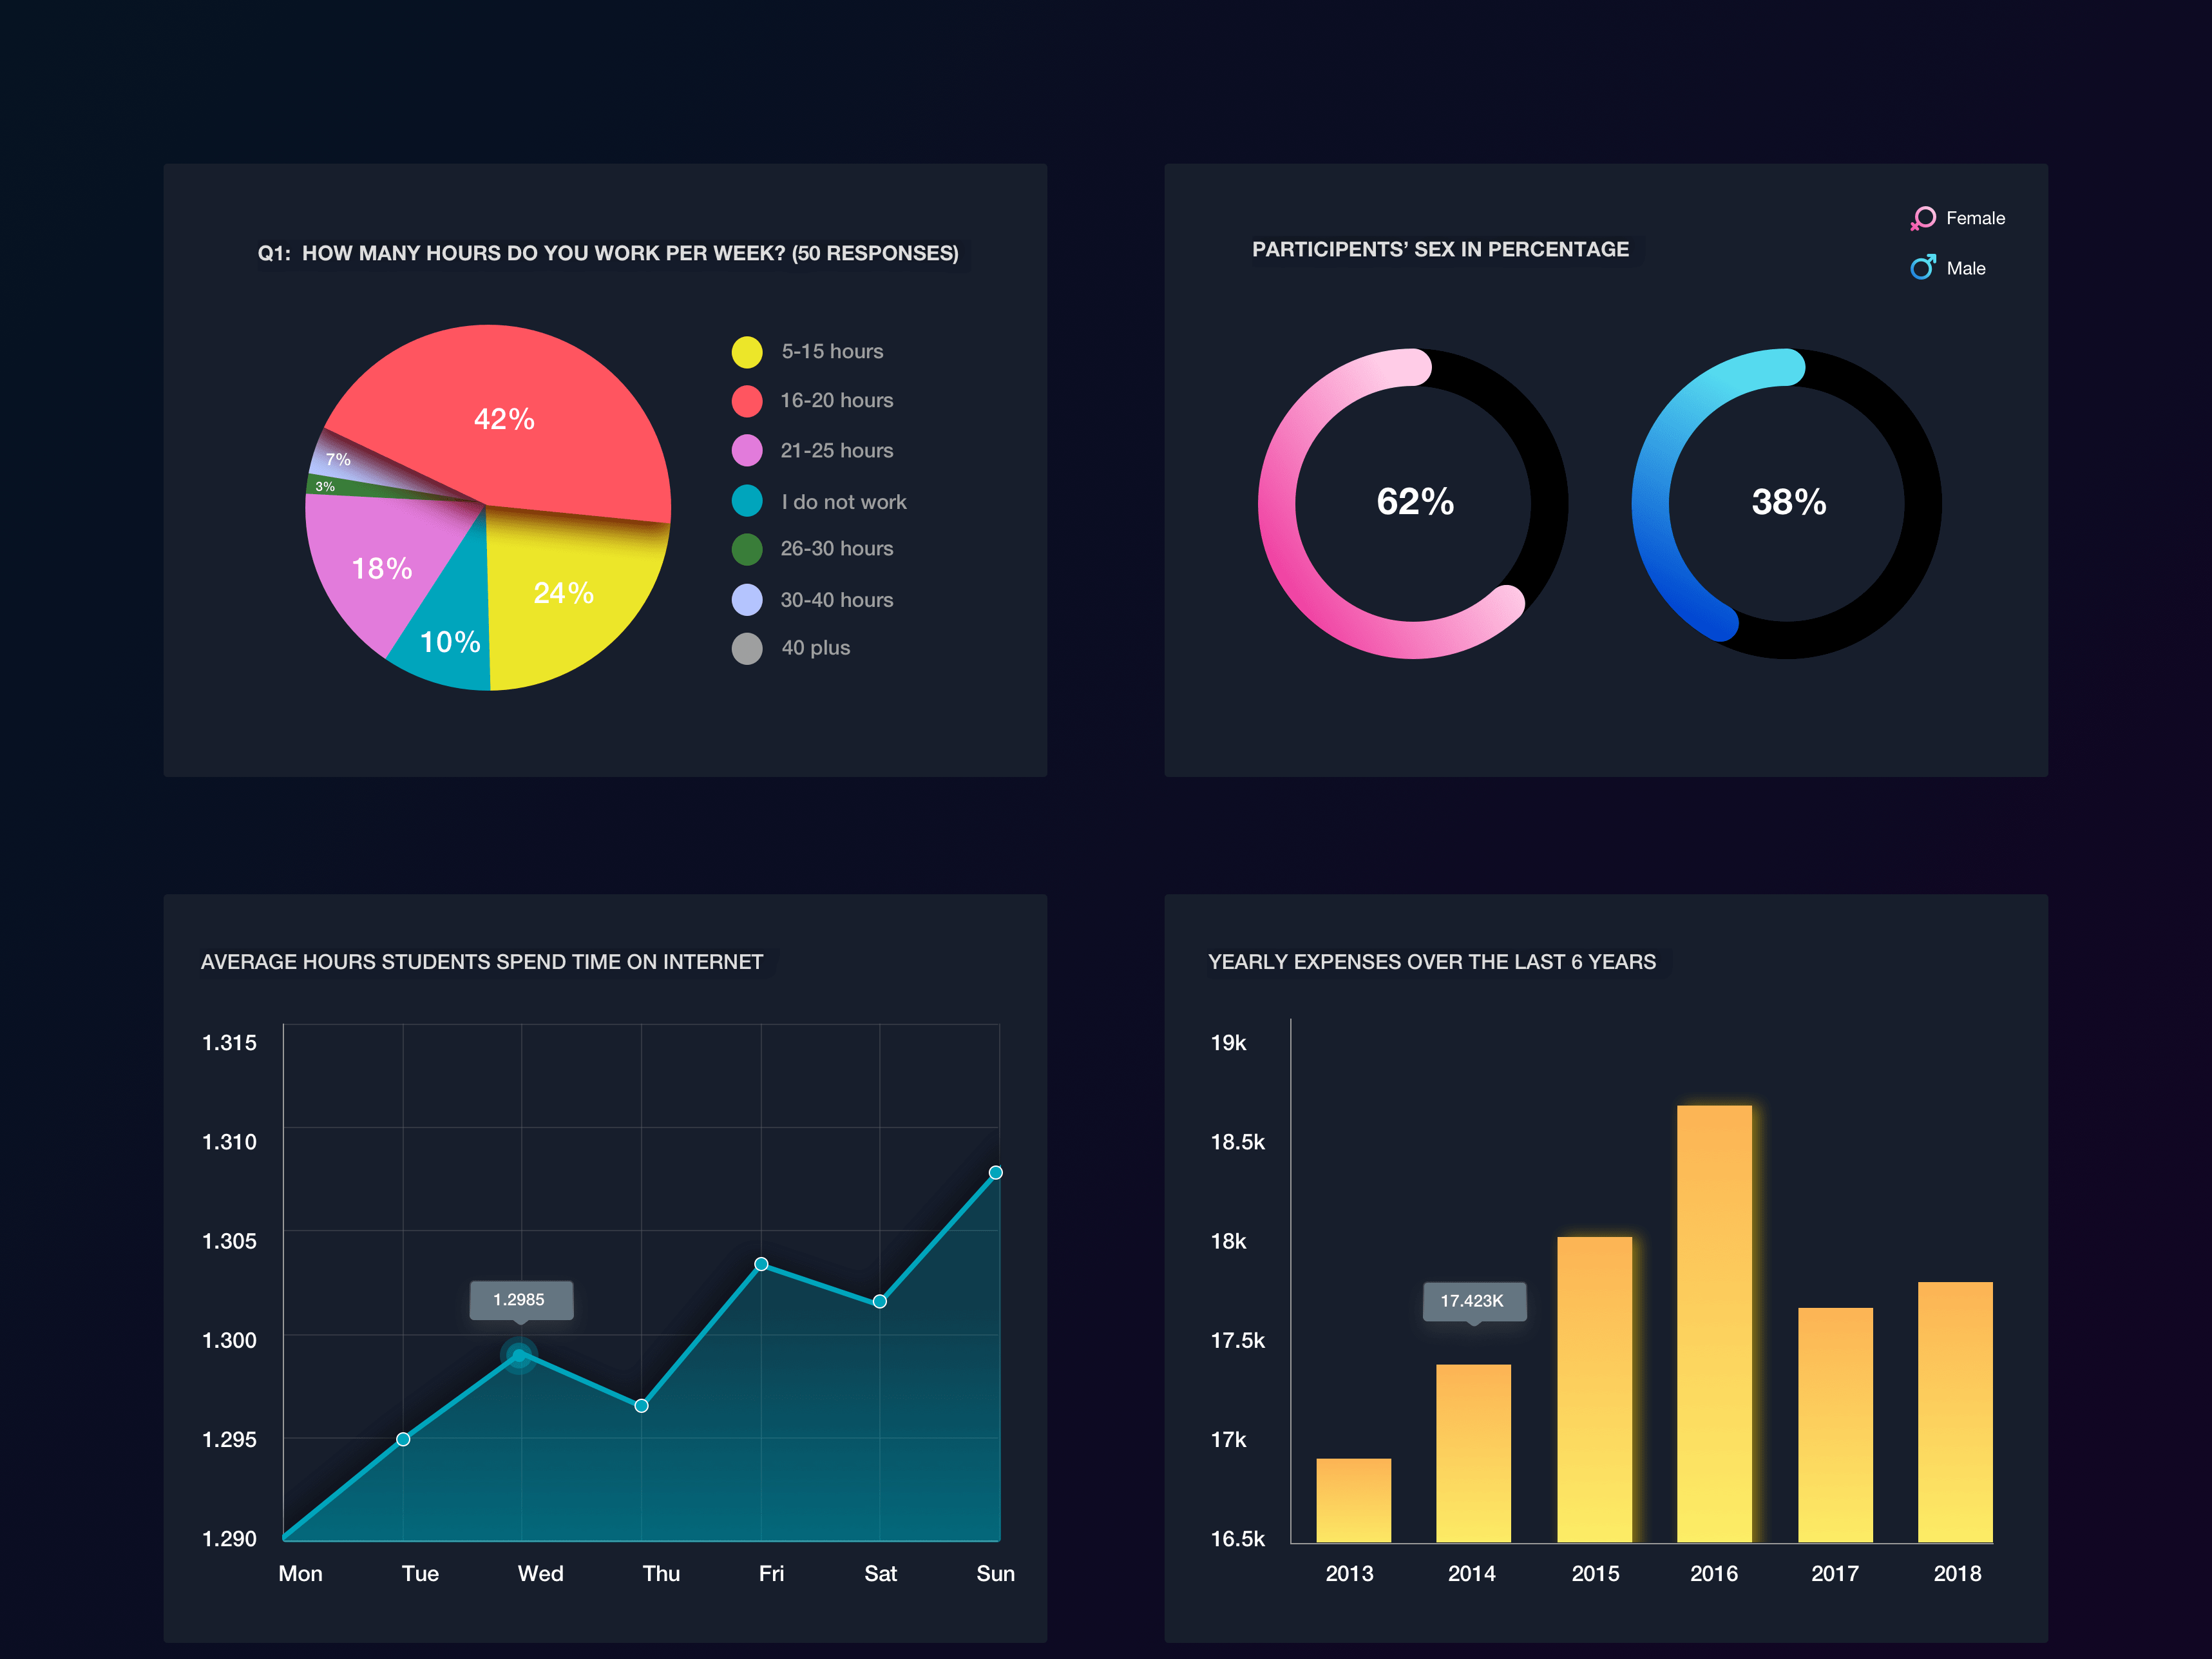 Q1: HOW MANY HOURS DO YOU WORK PER WEEK? (50 RESPONSES)
42%
7%
3%
18%
10%
24%
5-15 hours
16-20 hours
21-25 hours
I do not work
26-30 hours
30-40 hours
40 plus
PARTICIPENTS’ SEX IN PERCENTAGE
Female
Male
62%
38%
AVERAGE HOURS STUDENTS SPEND TIME ON INTERNET
1.315
1.310
1.305
1.300
1.295
1.290
1.2985
Mon Tue Wed Thu Fri Sat Sun
YEARLY EXPENSES OVER THE LAST 6 YEARS
19k
18.5k
18k
17.5k
17k
16.5k
17.423K
2013 2014 2015 2016 2017 2018